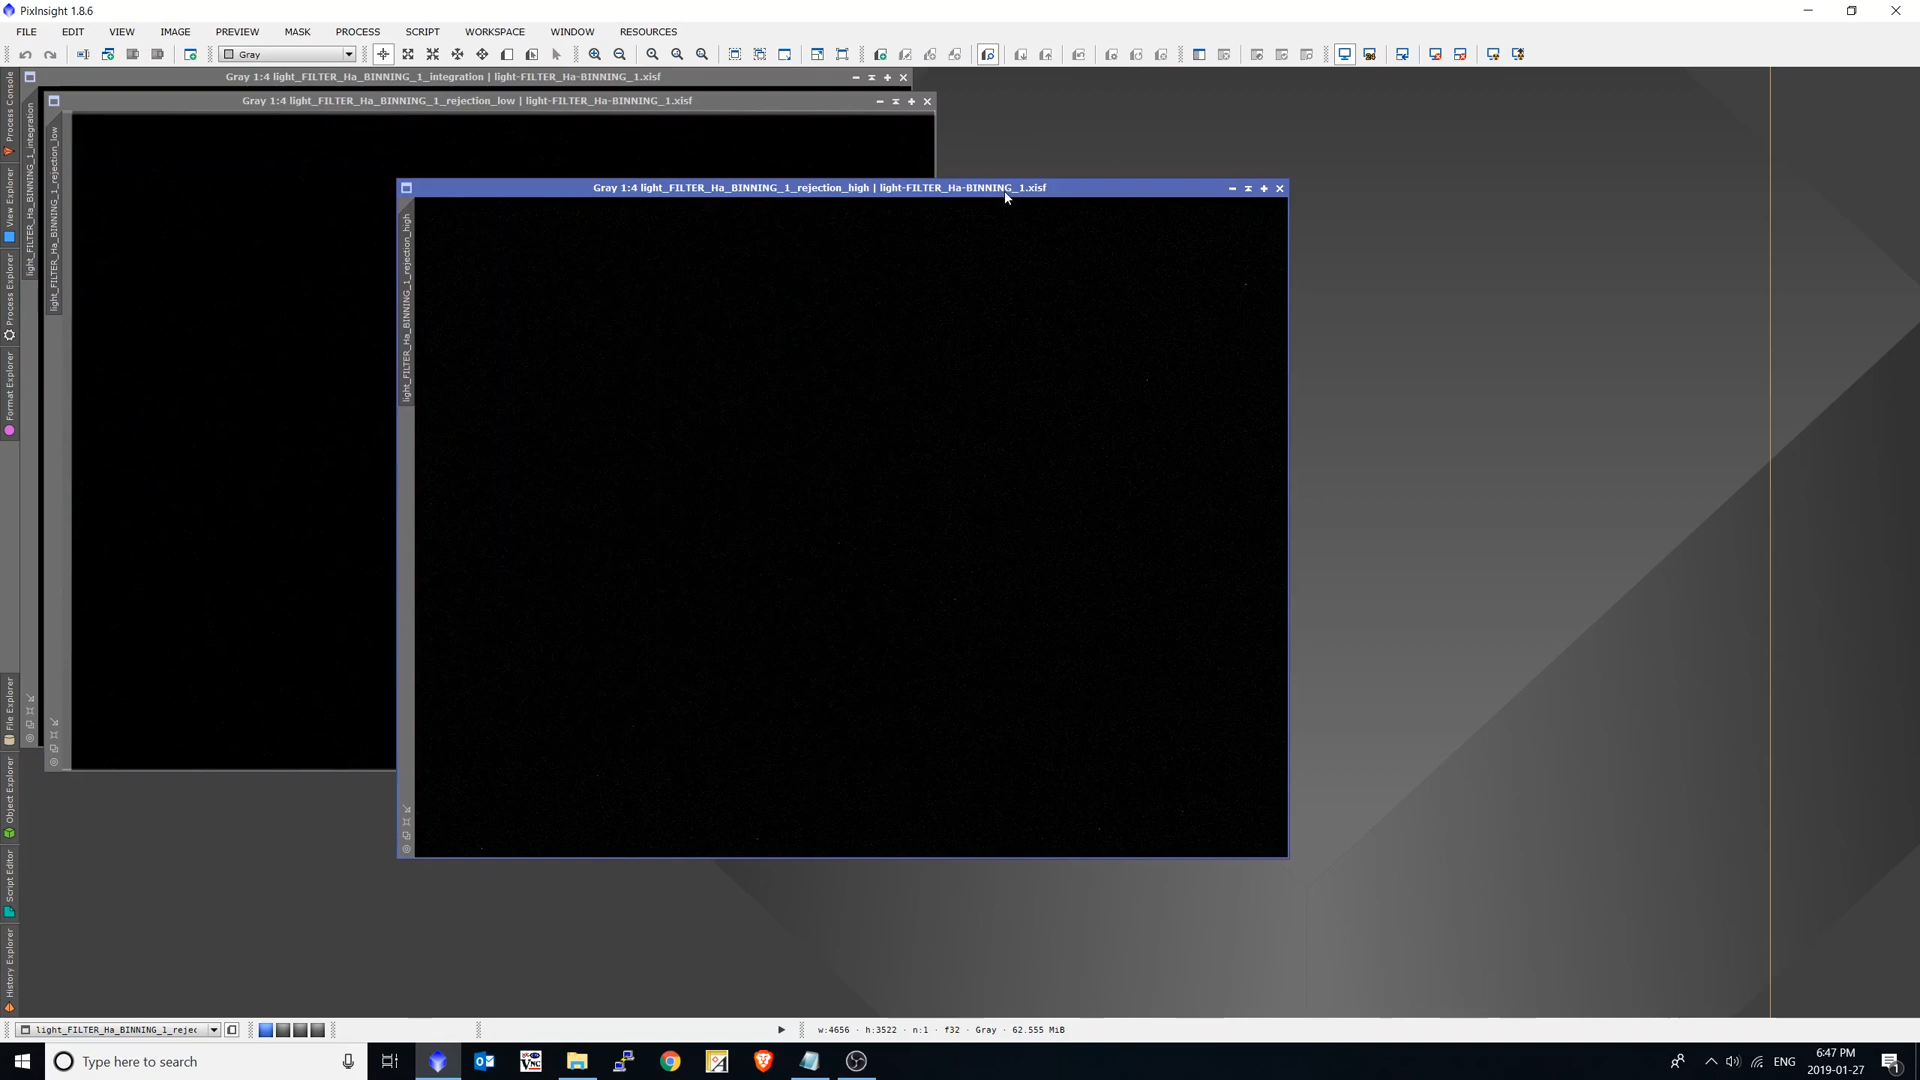 PixInsight 1.8.6
FILE EDIT VIEW IMAGE PREVIEW PROCESS MASK SCRIPT WORKSPACE WINDOW RESOURCES
Gray
Gray 1:4 light_FILTER_Ha_BINNING_1_integration | light-FILTER_Ha-BINNING_1.xisf
Gray 1:4 light_FILTER_Ha_BINNING_1_rejection_low | light-FILTER_Ha-BINNING_1.xisf
Gray 1:4 light_FILTER_Ha_BINNING_1_rejection_high | light-FILTER_Ha-BINNING_1.xisf
Process Console
View Explorer
Process Explorer
Format Explorer
File Explorer
Object Explorer
Script Editor
History Explorer
light_FILTER_Ha_BINNING_1_integration
light_FILTER_Ha_BINNING_1_rejection_low
light_FILTER_Ha_BINNING_1_rejection_high
light_FILTER_Ha_BINNING_1_rejec
w:4656 · h:3522 · n:1 · f32 · Gray · 62.555 MiB
Type here to search
ENG
6:47 PM
2019-01-27
1